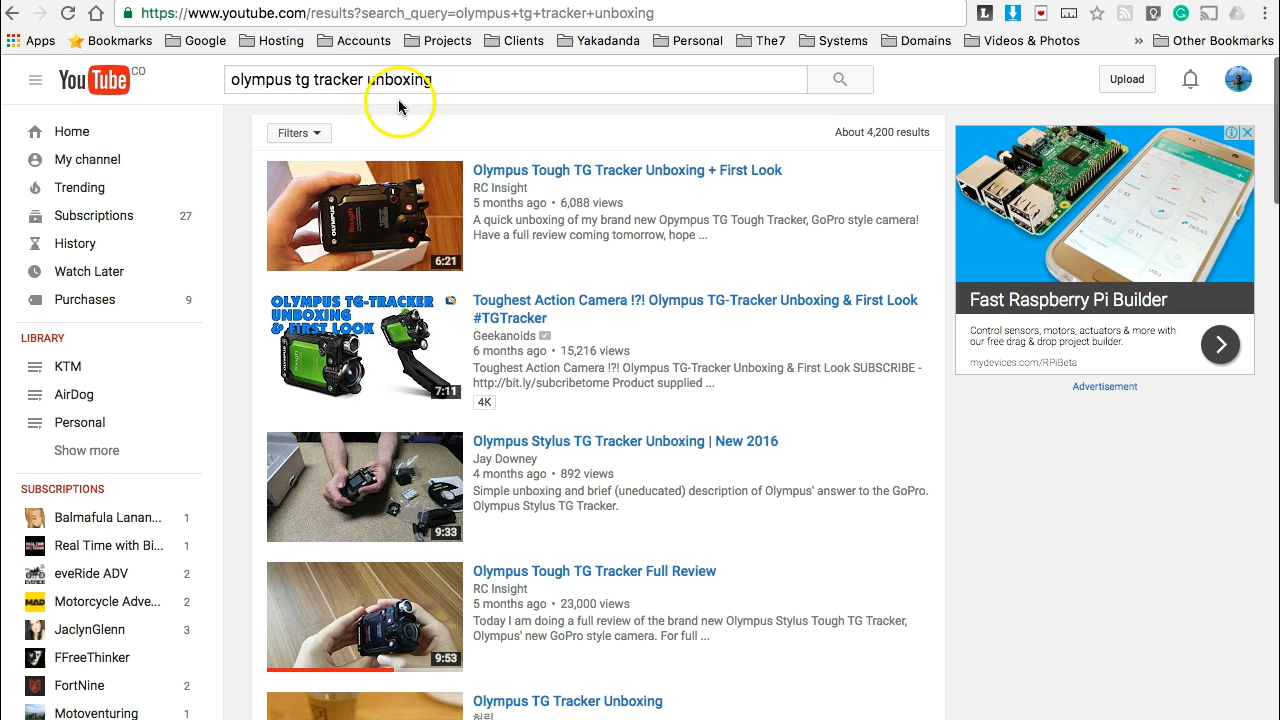 https://www.youtube.com/results?search_query=olympus+tg+tracker+unboxing
Apps Bookmarks Google Hosting Accounts Projects Clients Yakadanda Personal The7 Systems Domains Videos & Photos » Other Bookmarks
YouTube CO
olympus tg tracker unboxing
Upload
Home
My channel
Trending
Subscriptions 27
History
Watch Later
Purchases 9
LIBRARY
KTM
AirDog
Personal
Show more
SUBSCRIPTIONS
Balmafula Lanan... 1
Real Time with Bi... 1
eveRide ADV 2
Motorcycle Adve... 2
JaclynGlenn 3
FFreeThinker
FortNine 2
Motoventuring 1
Filters
About 4,200 results
OLYMPUS
Tough
6:21
Olympus Tough TG Tracker Unboxing + First Look
RC Insight
5 months ago • 6,088 views
A quick unboxing of my brand new Opympus TG Tough Tracker, GoPro style camera!
Have a full review coming tomorrow, hope ...
OLYMPUS TG-TRACKER
UNBOXING
& FIRST LOOK
7:11
Toughest Action Camera !?! Olympus TG-Tracker Unboxing & First Look
#TGTracker
Geekanoids
6 months ago • 15,216 views
Toughest Action Camera !?! Olympus TG-Tracker Unboxing & First Look SUBSCRIBE -
http://bit.ly/subcribetome Product supplied ...
4K
9:33
Olympus Stylus TG Tracker Unboxing | New 2016
Jay Downey
4 months ago • 892 views
Simple unboxing and brief (uneducated) description of Olympus' answer to the GoPro.
Olympus Stylus TG Tracker.
9:53
Olympus Tough TG Tracker Full Review
RC Insight
5 months ago • 23,000 views
Today I am doing a full review of the brand new Olympus Stylus Tough TG Tracker,
Olympus' new GoPro style camera. For full ...
Olympus TG Tracker Unboxing
Fast Raspberry Pi Builder
Control sensors, motors, actuators & more with
our free drag & drop project builder.
mydevices.com/RPiBeta
Advertisement